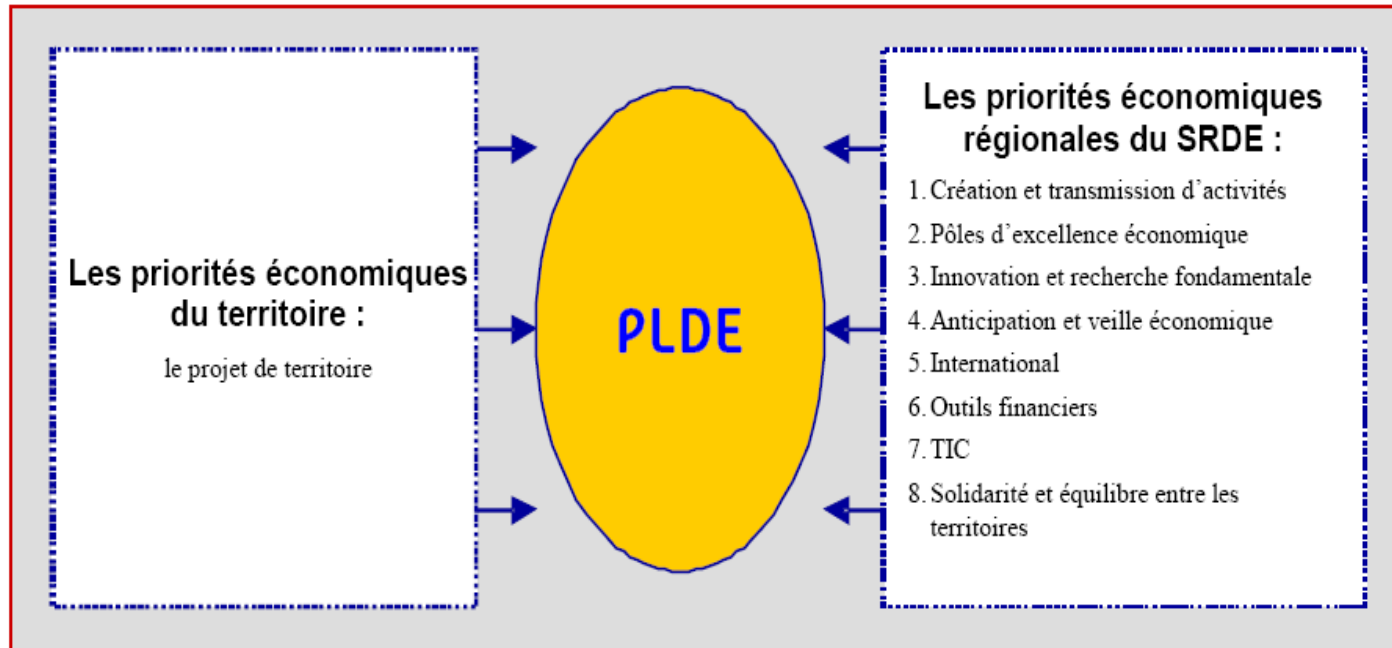 Les priorités économiques
du territoire :
le projet de territoire
PLDE
Les priorités économiques
régionales du SRDE :
1. Création et transmission d'activités
2. Pôles d'excellence économique
3. Innovation et recherche fondamentale
4. Anticipation et veille économique
5. International
6. Outils financiers
7. TIC
8. Solidarité et équilibre entre les
territoires